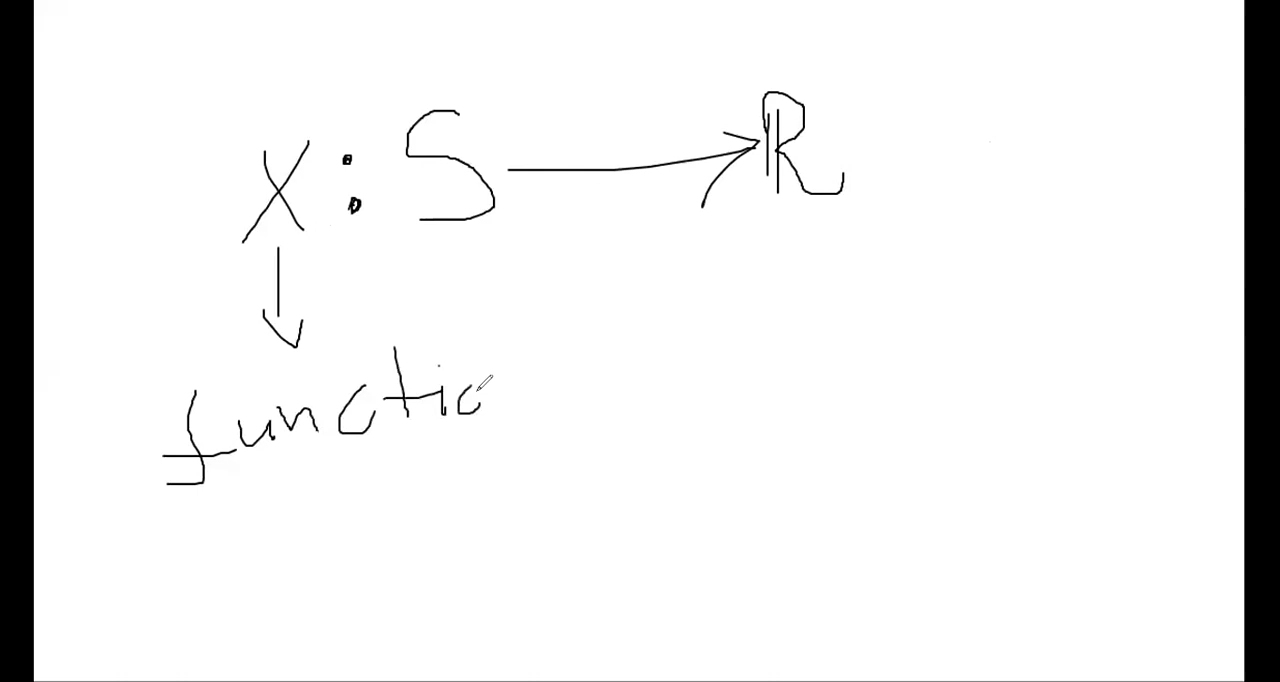 X : S → ℝ
↓
functio